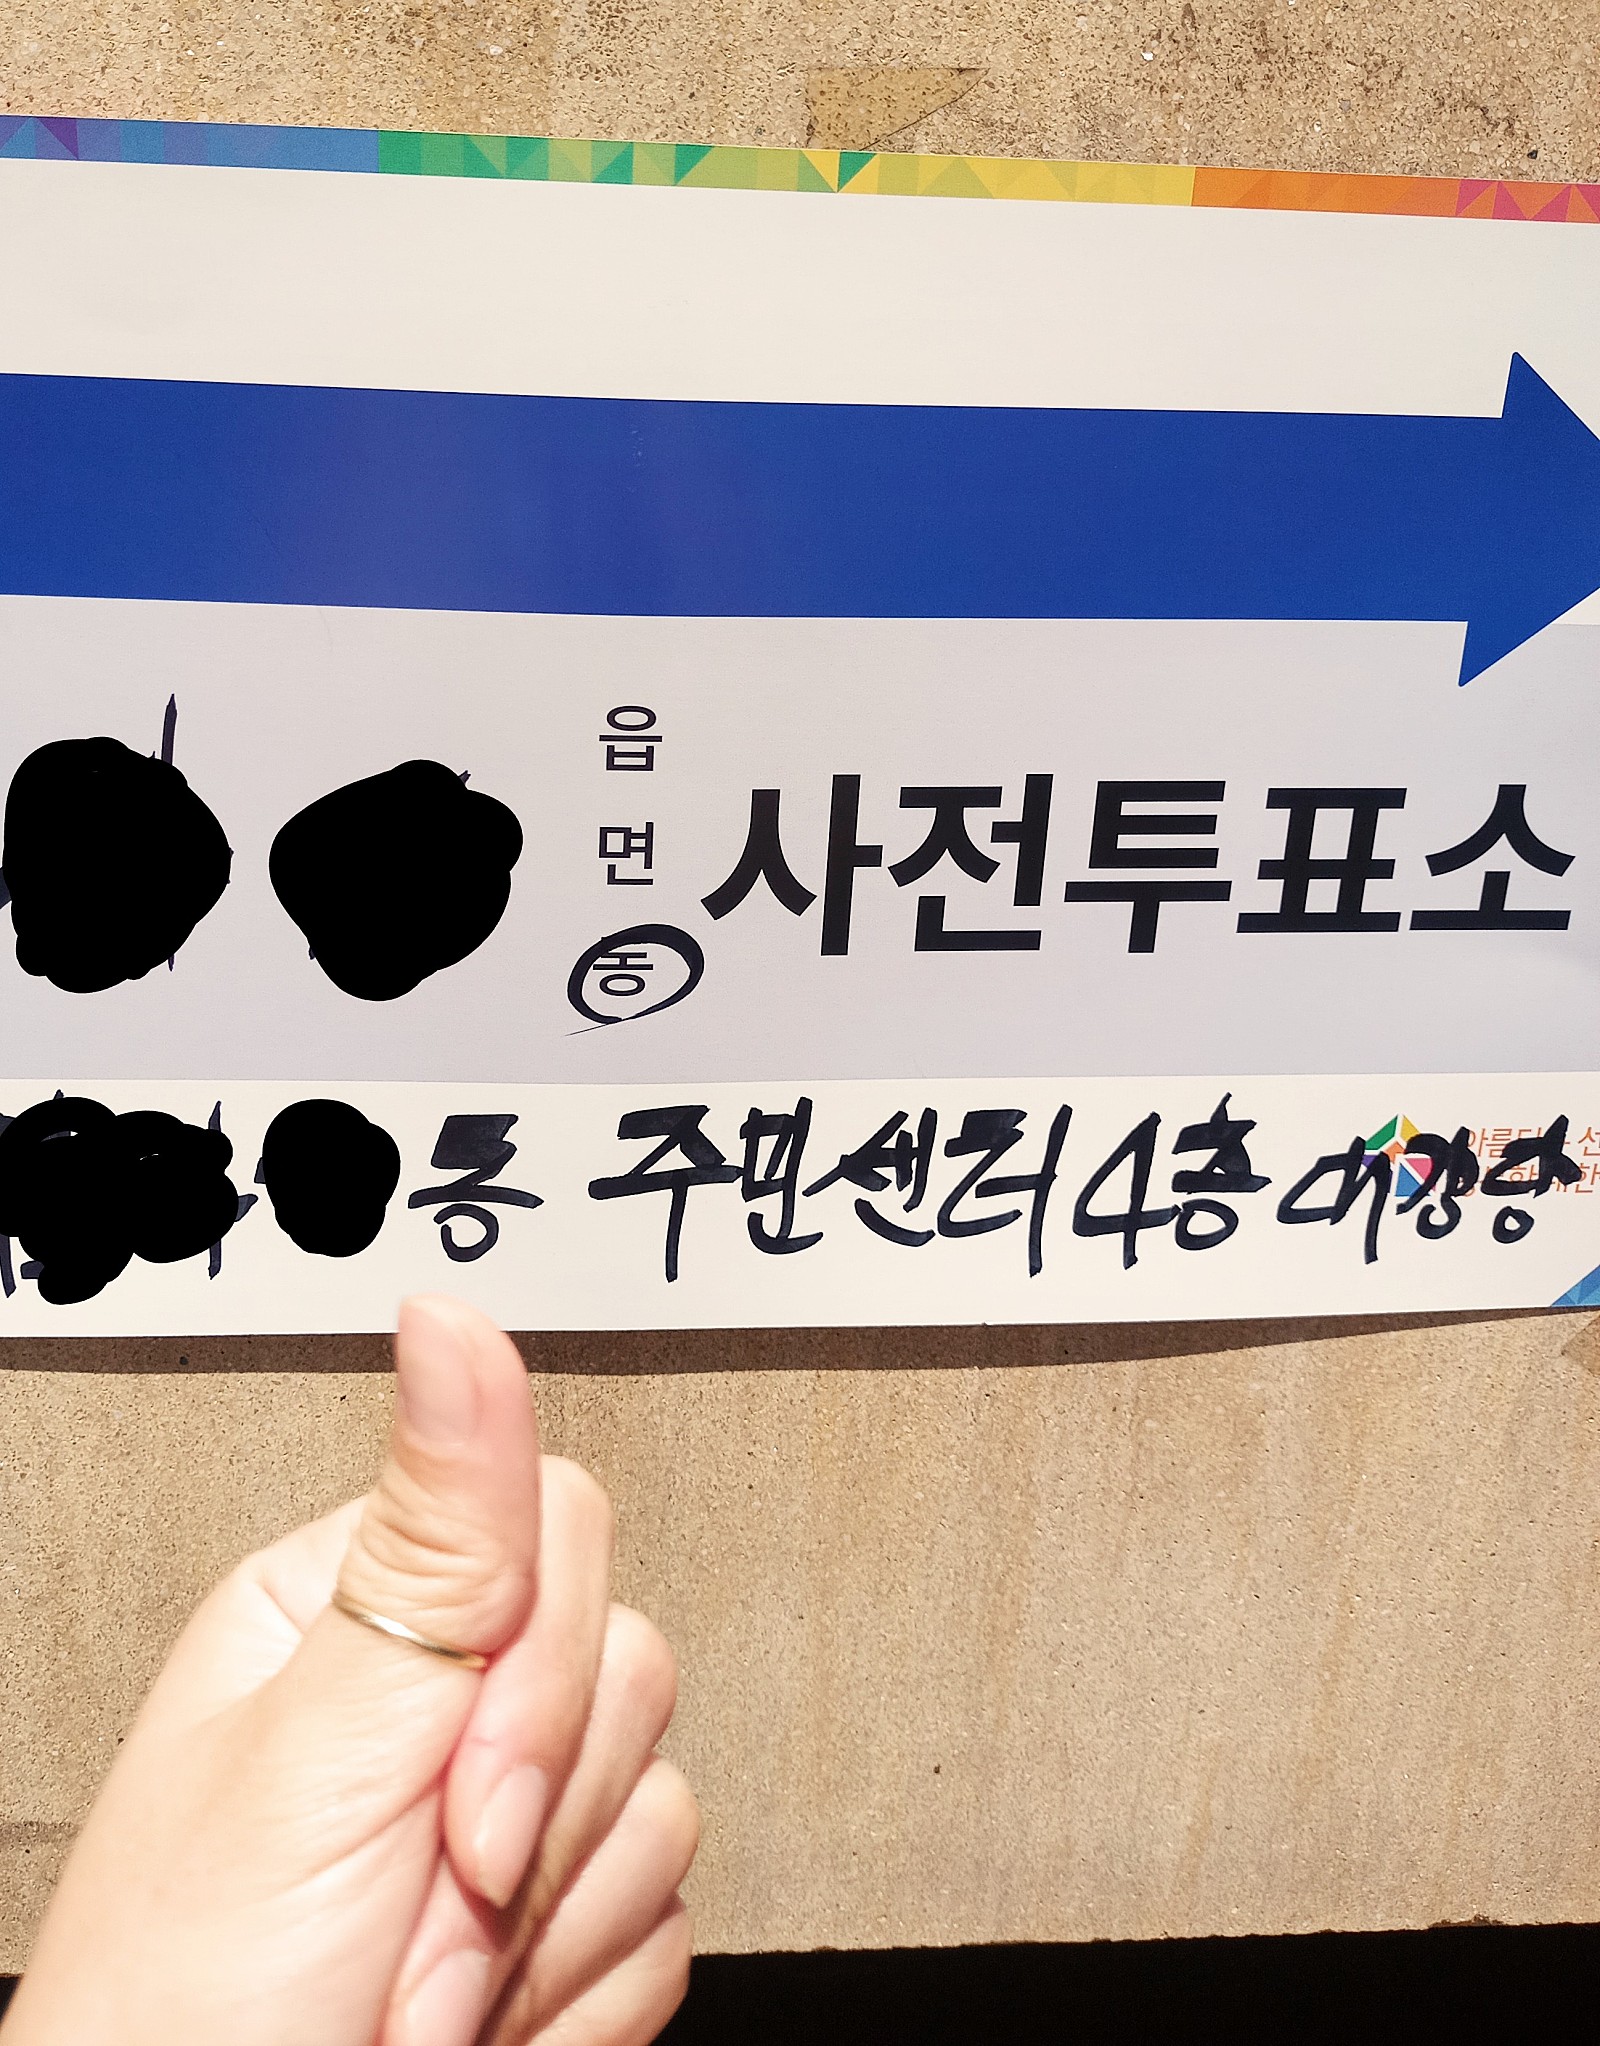 읍
면
동
사전투표소
동 주민센터 4층 대강당